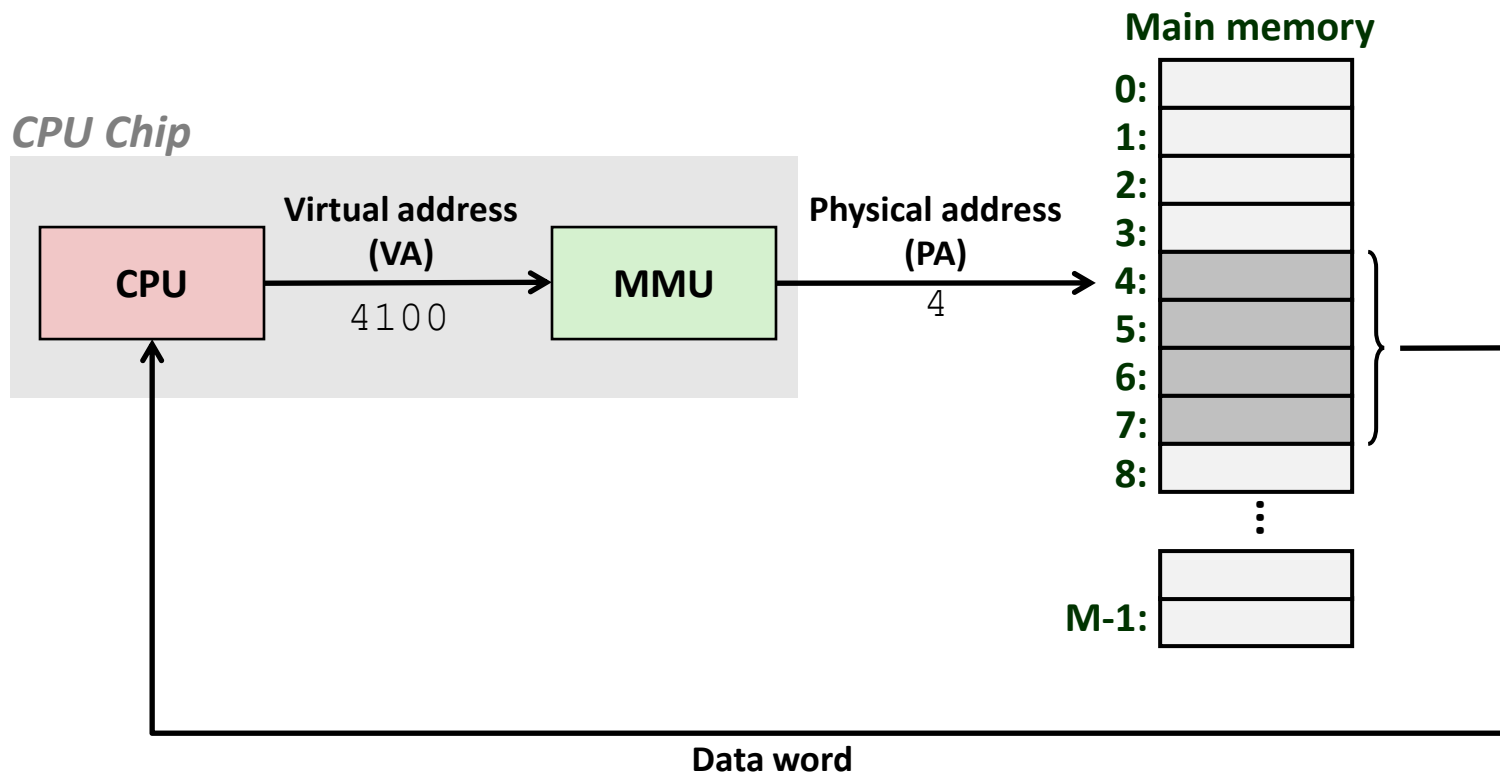 Main memory
0:
1:
CPU Chip
2:
Virtual address
(VA)
Physical address
(PA)
3:
CPU
MMU
4:
4100
4
5:
6:
7:
8:
⋮
M-1:
Data word